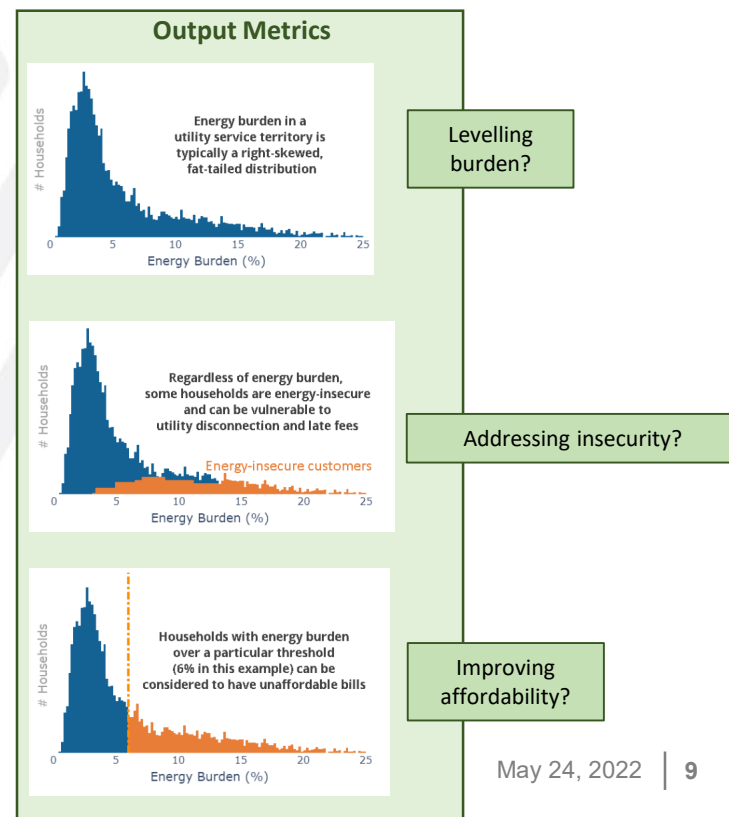 Output Metrics
# Households
Energy burden in a
utility service territory is
typically a right-skewed,
fat-tailed distribution
0 5 10 15 20 25
Energy Burden (%)
Levelling
burden?
# Households
Regardless of energy burden,
some households are energy-insecure
and can be vulnerable to
utility disconnection and late fees
Energy-insecure customers
0 5 10 15 20 25
Energy Burden (%)
Addressing insecurity?
# Households
Households with energy burden
over a particular threshold
(6% in this example) can be
considered to have unaffordable bills
0 5 10 15 20 25
Energy Burden (%)
Improving
affordability?
May 24, 2022 | 9